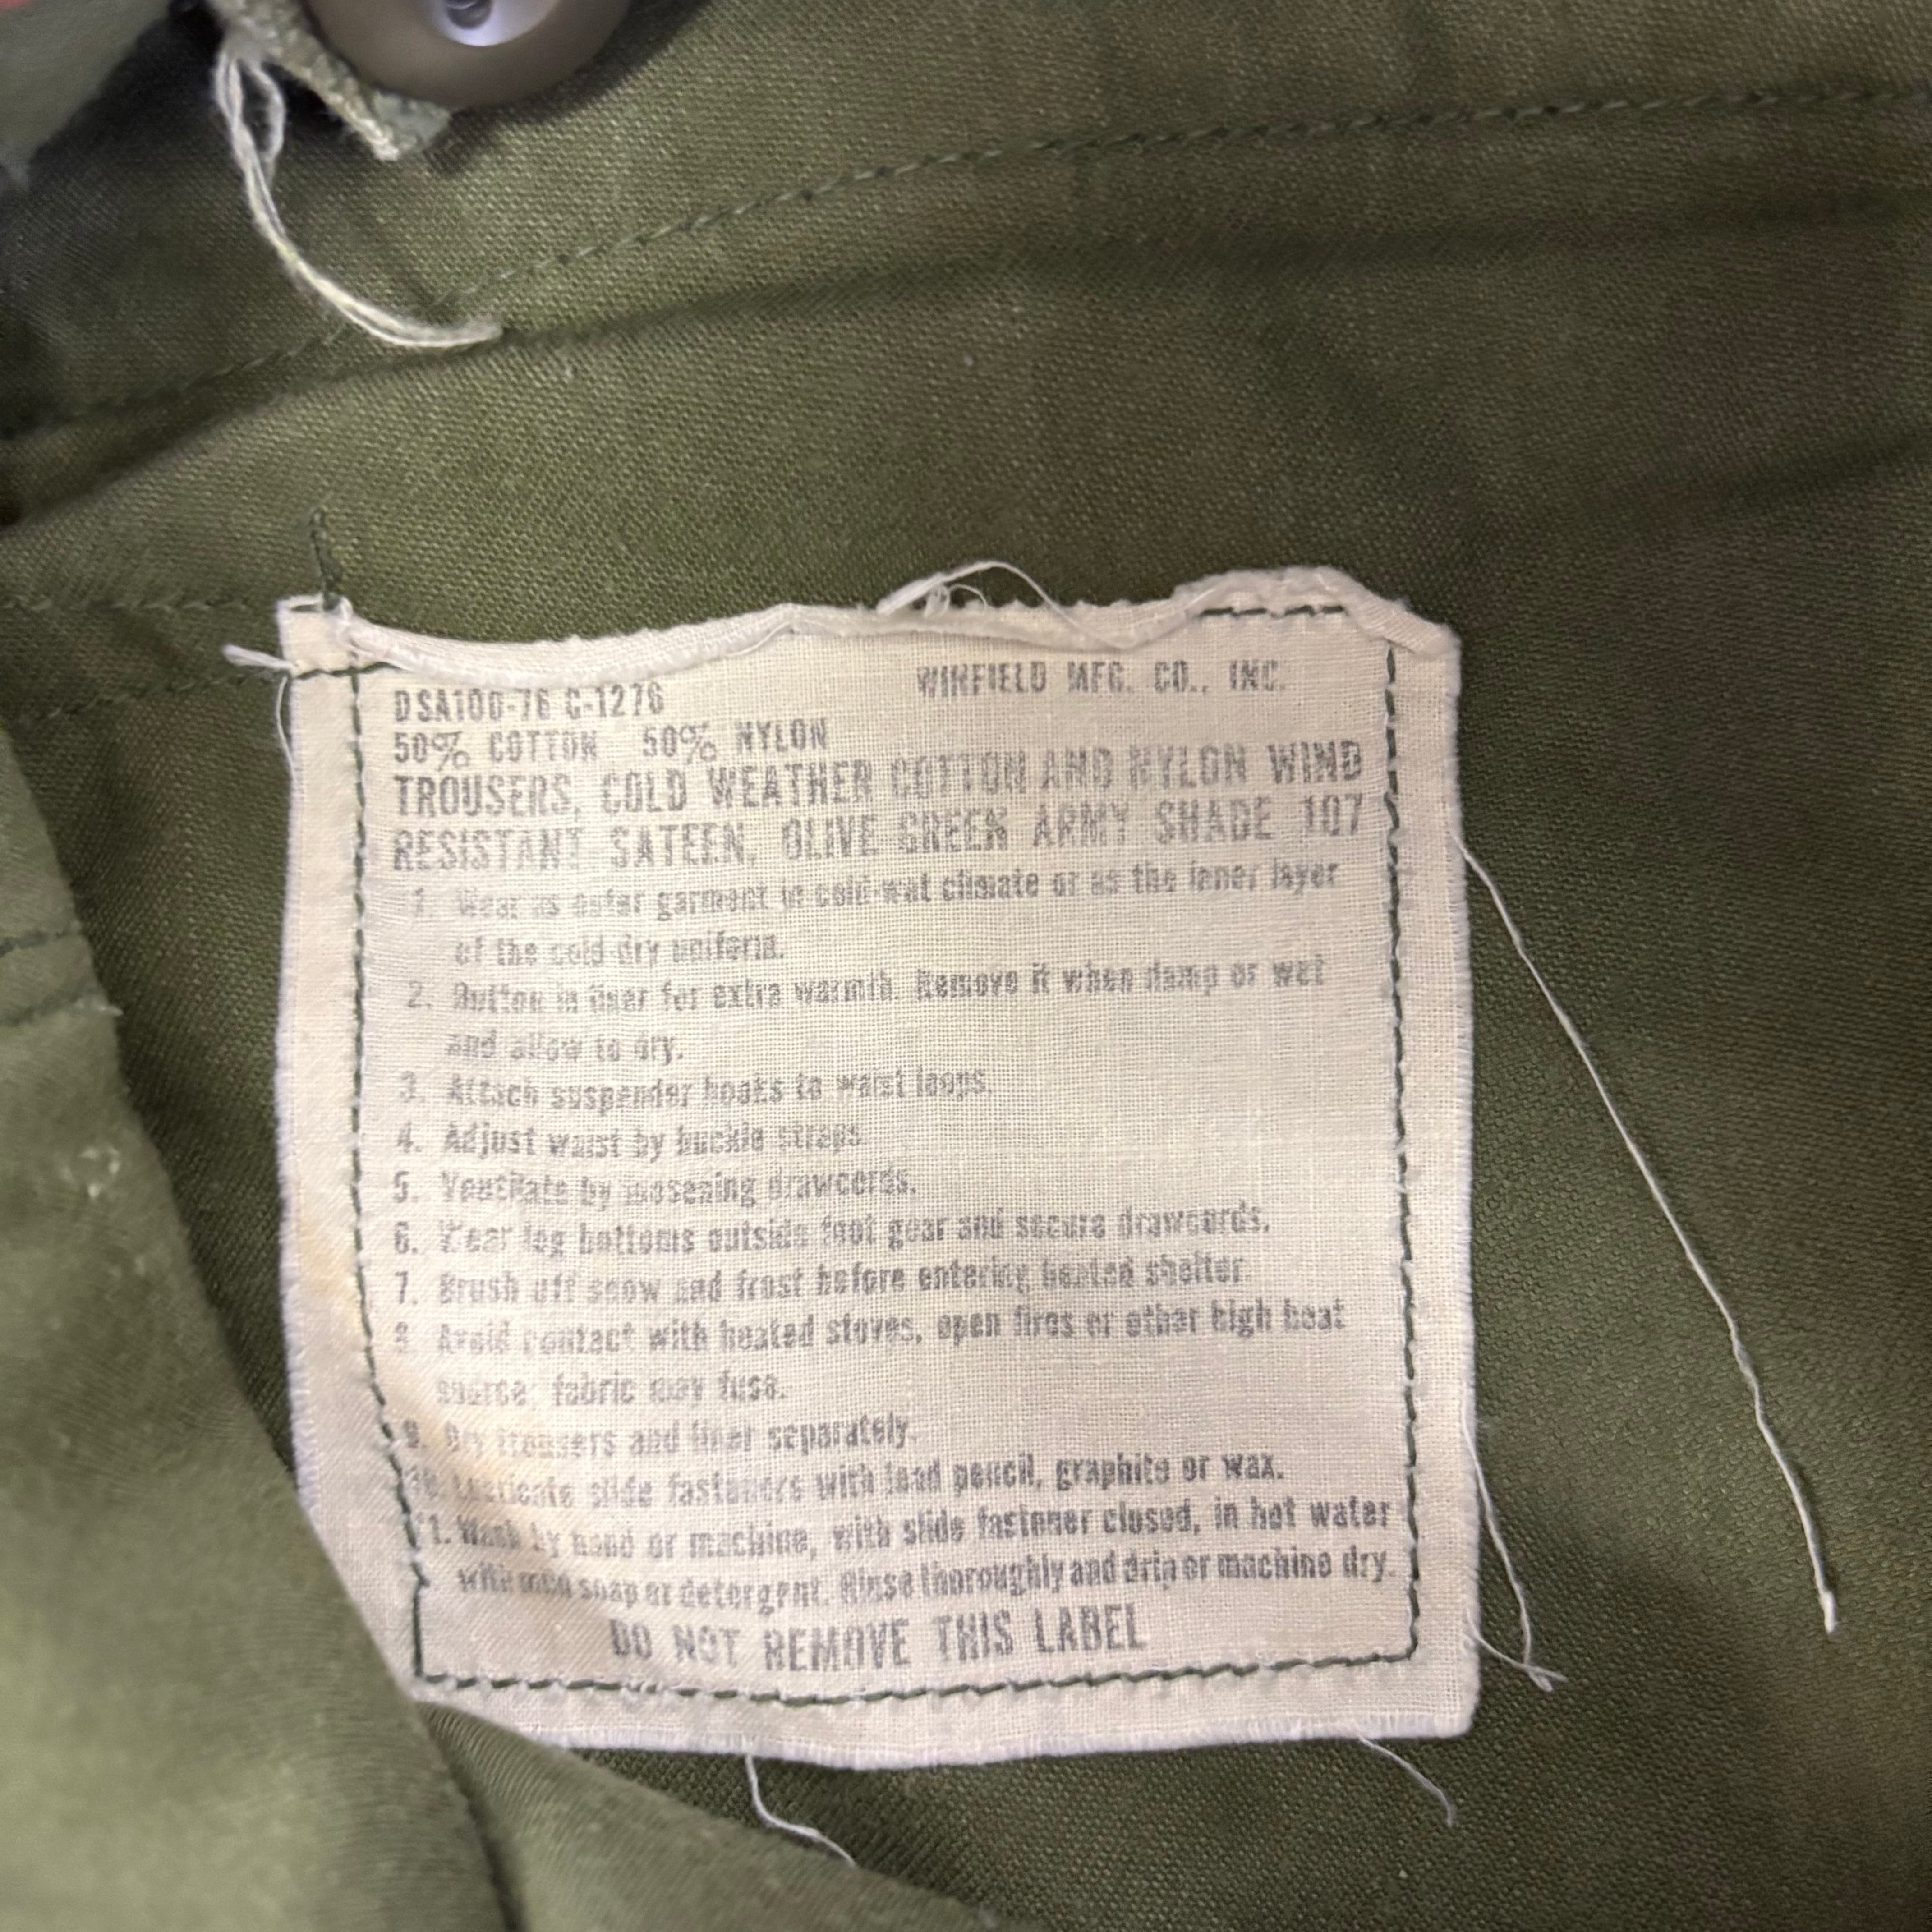 DSA100-76 C-1276
WINFIELD MFG. CO., INC.
50% COTTON 50% NYLON
TROUSERS, COLD WEATHER COTTON AND NYLON WIND
RESISTANT SATEEN, OLIVE GREEN ARMY SHADE 107
1. Wear as outer garment in cold-wet climate or as the inner layer
of the cold-dry uniform.
2. Button in liner for extra warmth. Remove it when damp or wet
and allow to dry.
3. Attach suspender hooks to waist loops.
4. Adjust waist by buckle straps.
5. Ventilate by loosening drawcords.
6. Wear leg bottoms outside foot gear and secure drawcords.
7. Brush off snow and frost before entering heated shelter.
8. Avoid contact with heated stoves, open fires or other high heat
source; fabric may fuse.
9. Dry trousers and liner separately.
10. Lubricate slide fasteners with lead pencil, graphite or wax.
11. Wash by hand or machine, with slide fastener closed, in hot water
with mild soap or detergent. Rinse thoroughly and drip or machine dry.
DO NOT REMOVE THIS LABEL